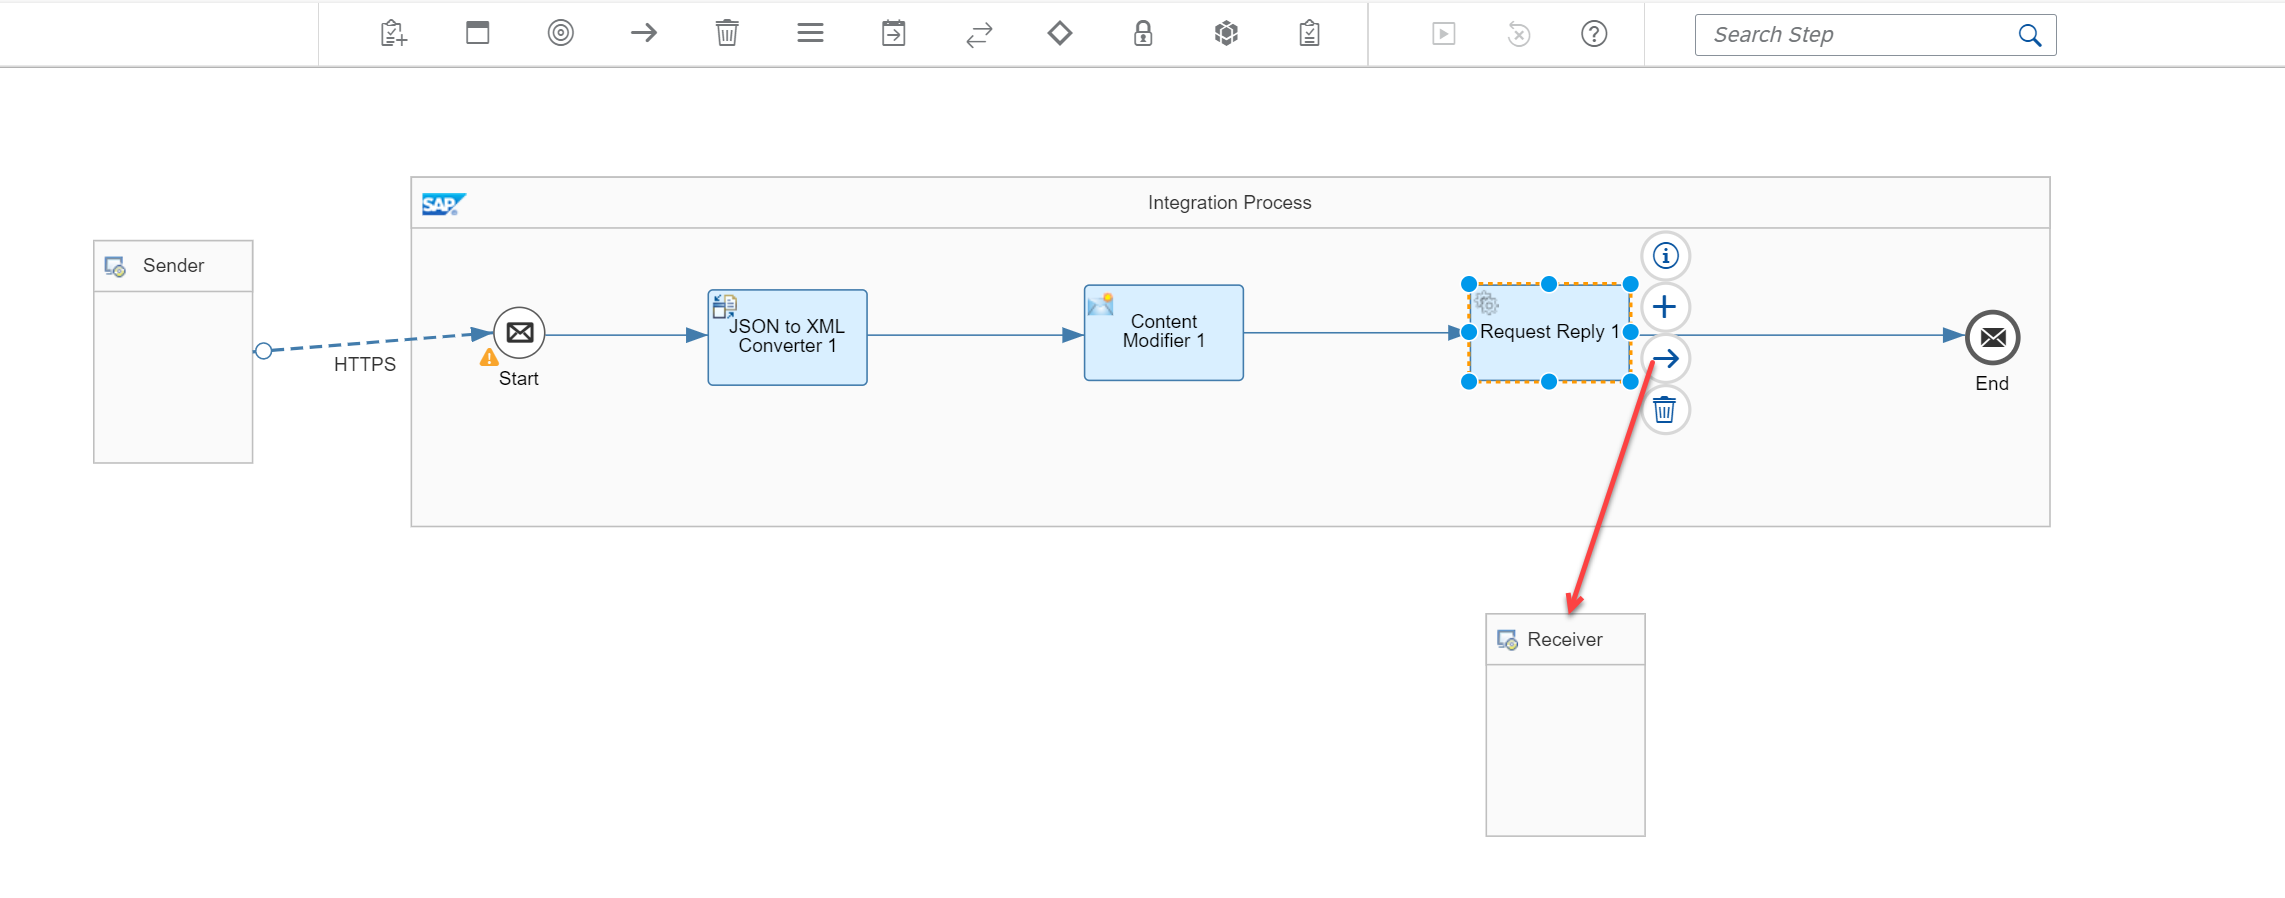 Search Step
SAP
Integration Process
Sender
HTTPS
Start
JSON to XML
Converter 1
Content
Modifier 1
Request Reply 1
End
Receiver